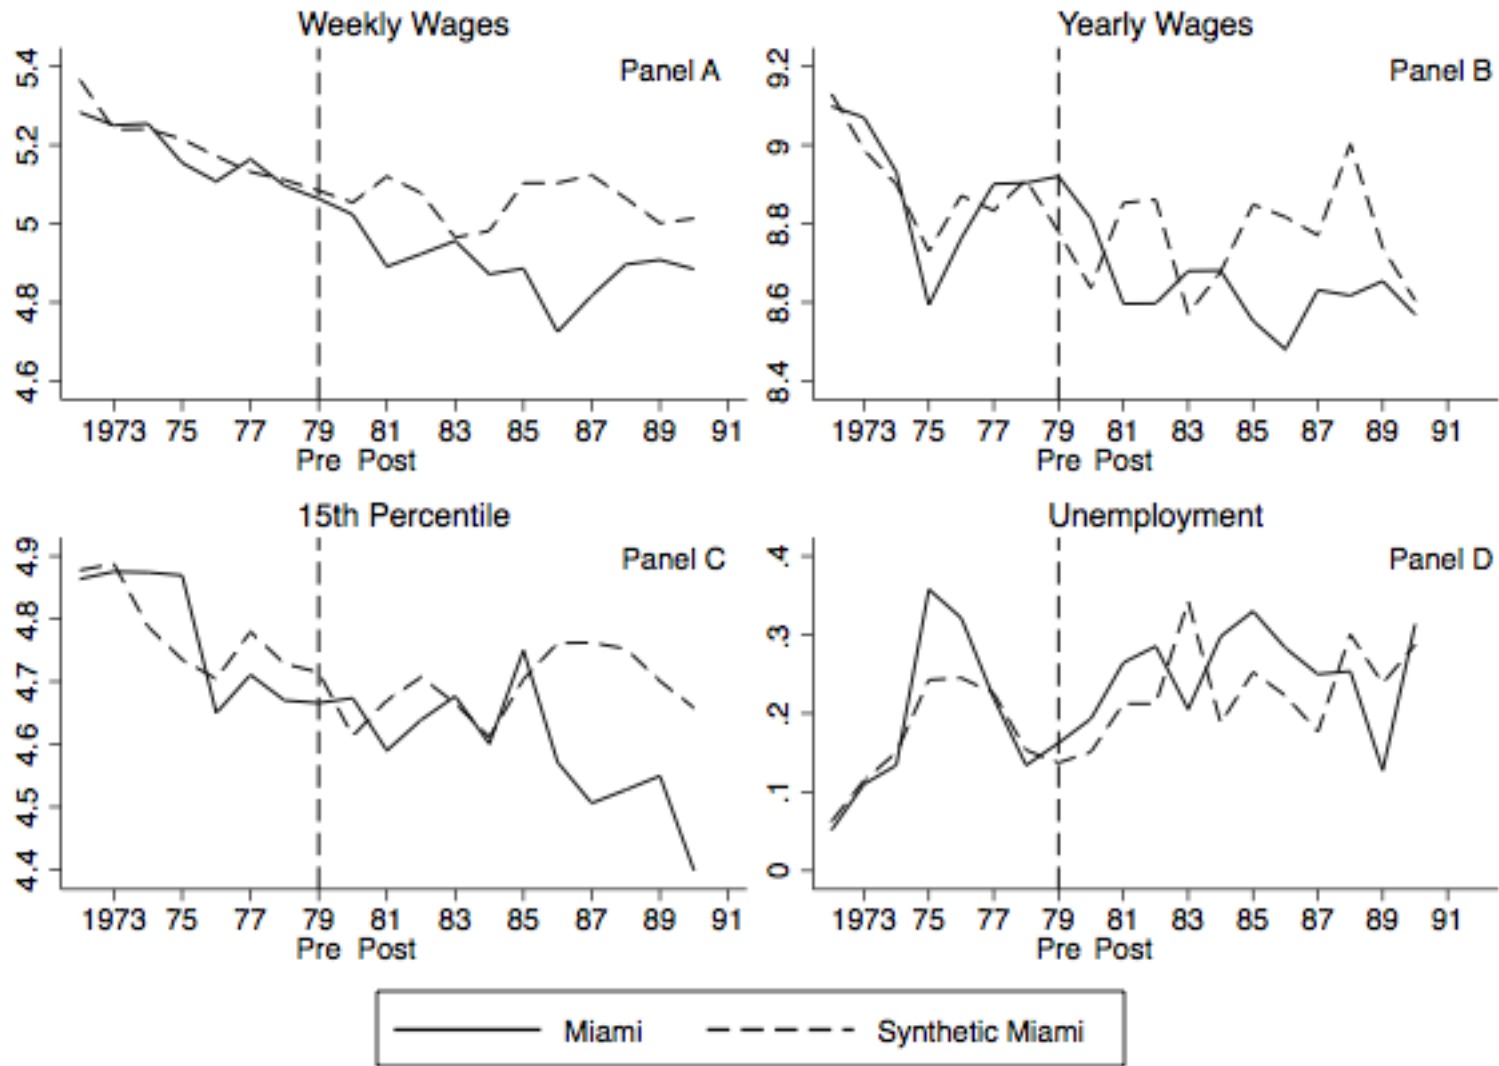 Weekly Wages
Panel A
5.4
5.2
5
4.8
4.6
1973 75 77 79 81 83 85 87 89 91
Pre Post
Yearly Wages
Panel B
9.2
9
8.8
8.6
8.4
1973 75 77 79 81 83 85 87 89 91
Pre Post
15th Percentile
Panel C
4.9
4.8
4.7
4.6
4.5
4.4
1973 75 77 79 81 83 85 87 89 91
Pre Post
Unemployment
Panel D
.4
.3
.2
.1
0
1973 75 77 79 81 83 85 87 89 91
Pre Post
Miami
Synthetic Miami